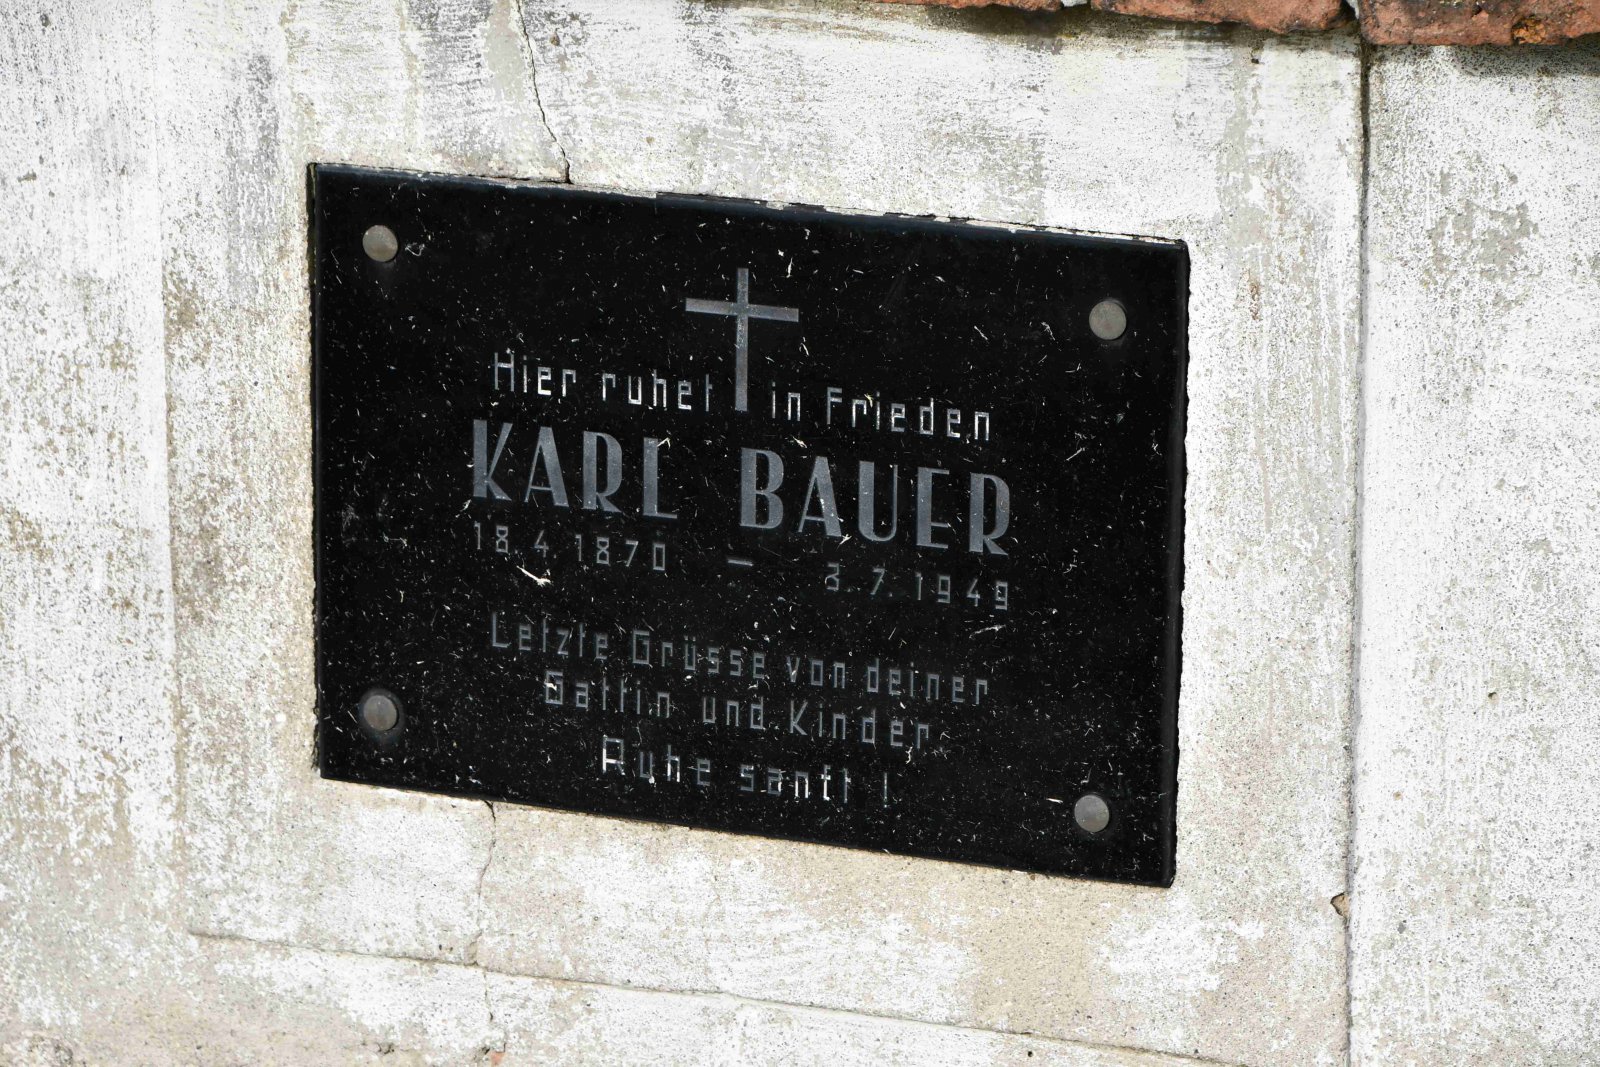 Hier ruhet in Frieden
KARL BAUER
18.4.1870 – 3.7.1949
Letzte Grüsse von deiner
Gattin und Kinder
Ruhe sanft !